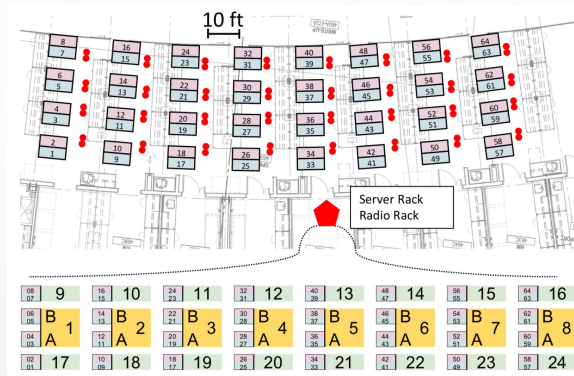 10 ft
WRITE-UP
8 16 24 32 40 48 56 64
7 15 23 31 39 47 55 63
6 14 22 30 38 46 54 62
5 13 21 29 37 45 53 61
4 12 20 28 36 44 52 60
3 11 19 27 35 43 51 59
2 10 18 26 34 42 50 58
1 9 17 25 33 41 49 57
Server Rack
Radio Rack
08 9 16 10 24 11 32 12 40 13 48 14 56 15 64 16
07 15 23 31 39 47 55 63
06 B 14 B 22 B 30 B 38 B 46 B 54 B 62 B
05 13 21 29 37 45 53 61
1 2 3 4 5 6 7 8
04 A 12 A 20 A 28 A 36 A 44 A 52 A 60 A
03 11 19 27 35 43 51 59
02 17 10 18 18 19 26 20 34 21 42 22 50 23 58 24
01 09 17 25 33 41 49 57